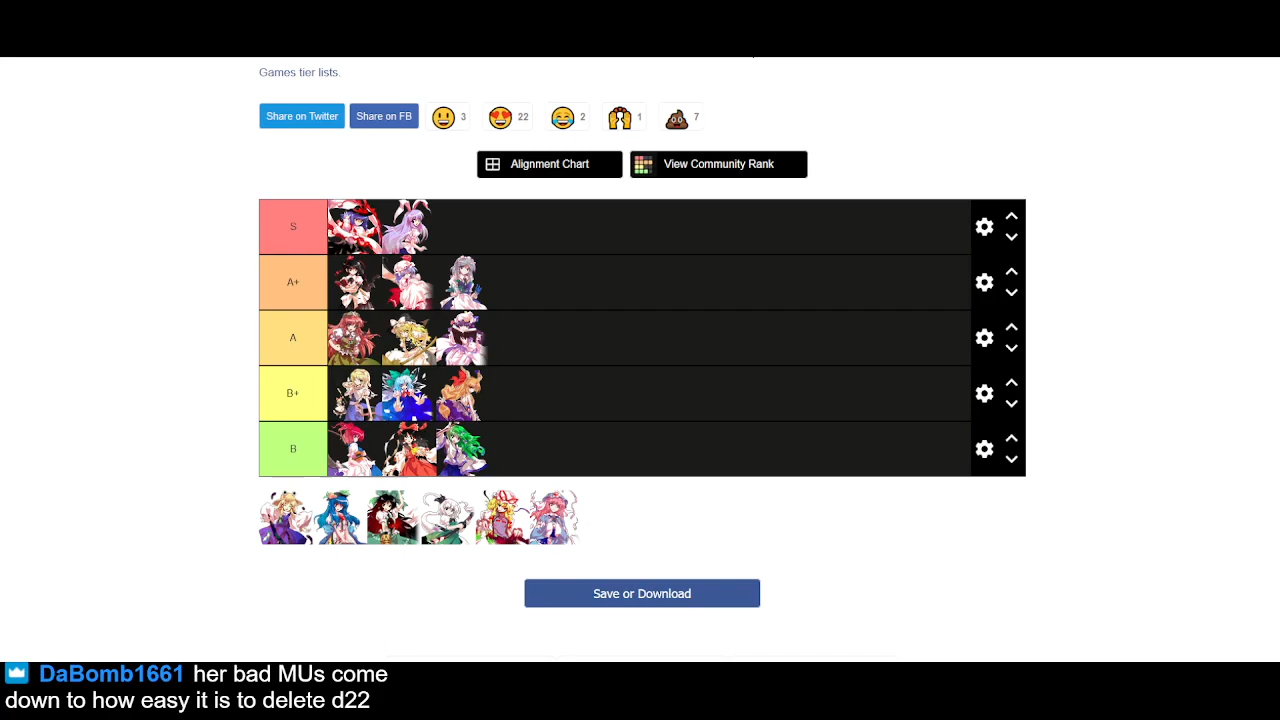 Games tier lists.
Share on Twitter Share on FB 3 22 2 1 7
Alignment Chart View Community Rank
S
A+
A
B+
B
Save or Download
DaBomb1661 her bad MUs come
down to how easy it is to delete d22